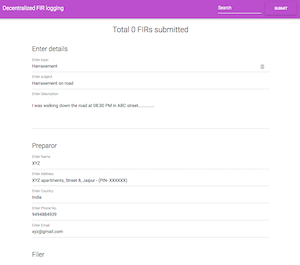 Decentralized FIR logging
Search
SUBMIT
Total 0 FIRs submitted
Enter details
Enter type:
Harrasement
Enter subject
Harrasement on road
Enter Description
I was walking down the road at 08:30 PM in ABC street..............
Preparor
Enter Name
XYZ
Enter Address
XYZ apartments, Street 8, Jaipur - (PIN- XXXXXX)
Enter Country
India
Enter Phone No.
9494884939
Enter Email
xyz@gmail.com
Filer